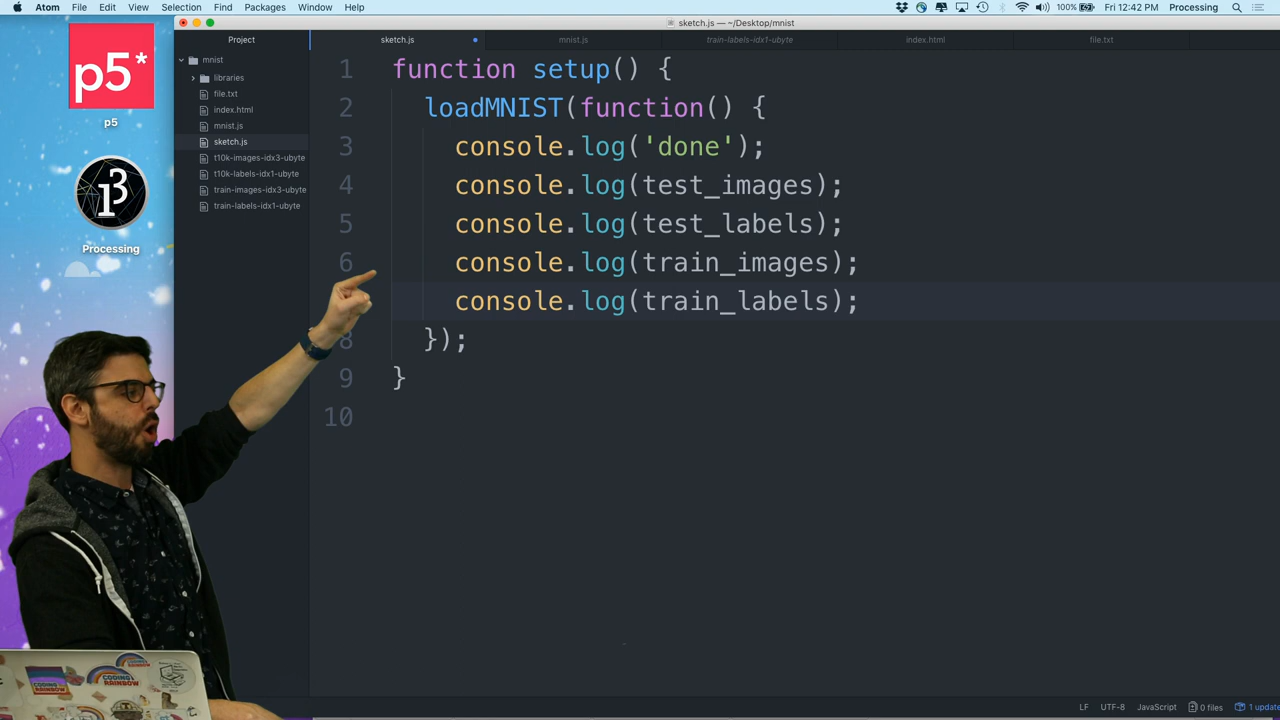 Atom File Edit View Selection Find Packages Window Help 100% Fri 12:42 PM Processing
sketch.js — ~/Desktop/mnist
Project sketch.js mnist.js train-labels-idx1-ubyte index.html file.txt
mnist
libraries
file.txt
index.html
mnist.js
sketch.js
t10k-images-idx3-ubyte
t10k-labels-idx1-ubyte
train-images-idx3-ubyte
train-labels-idx1-ubyte
p5*
p5
Processing
1 function setup() {
2 loadMNIST(function() {
3 console.log('done');
4 console.log(test_images);
5 console.log(test_labels);
6 console.log(train_images);
console.log(train_labels);
8 });
9 }
10
CODING
RAINBOW
LF UTF-8 JavaScript 0 files 1 update